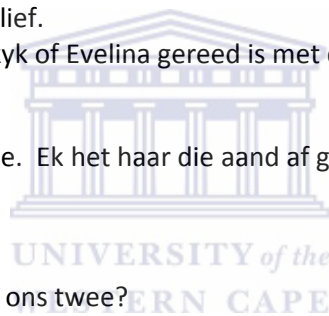 lief.
of Evelina gereed is met
e. Ek het haar die aand af
UNIVERSITY of the
ons twee?
WESTERN CAPE